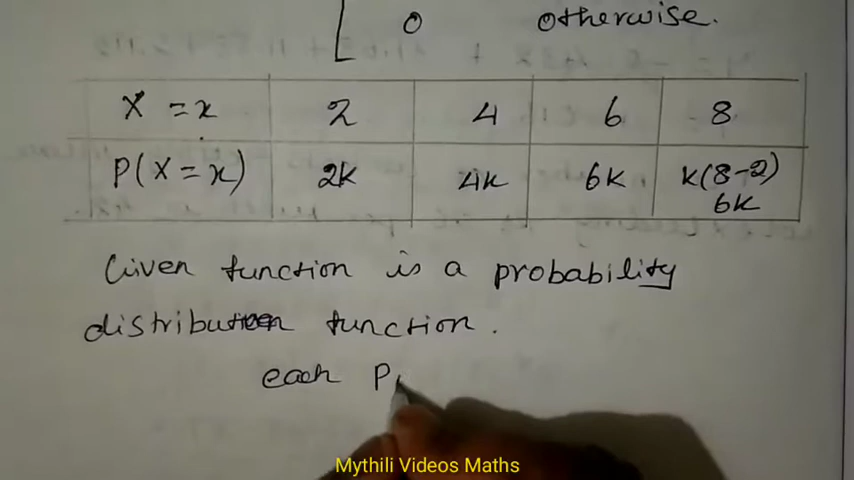 0 otherwise.
X = x 2 4 6 8
P(X = x) 2k 4k 6k k(8-2)
6k
Given function is a probability
distribution function.
each P
Mythili Videos Maths